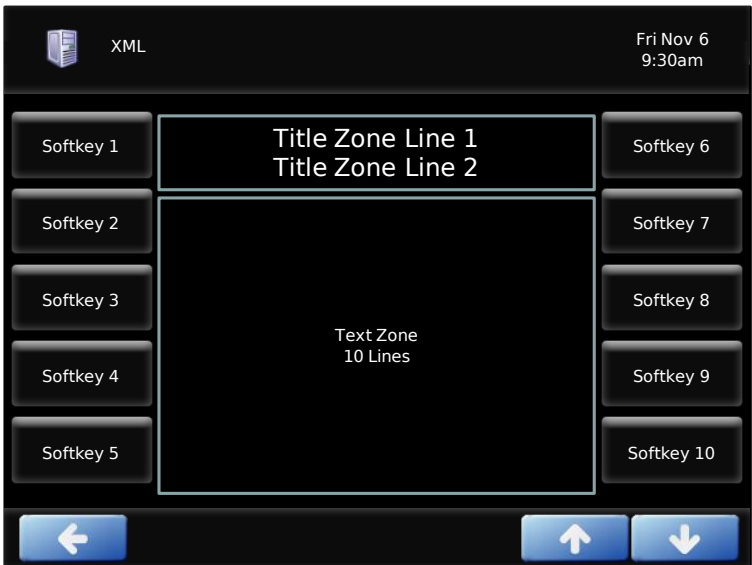 XML
Fri Nov 6
9:30am
Softkey 1
Title Zone Line 1
Title Zone Line 2
Softkey 6
Softkey 2
Softkey 7
Softkey 3
Softkey 8
Text Zone
10 Lines
Softkey 4
Softkey 9
Softkey 5
Softkey 10